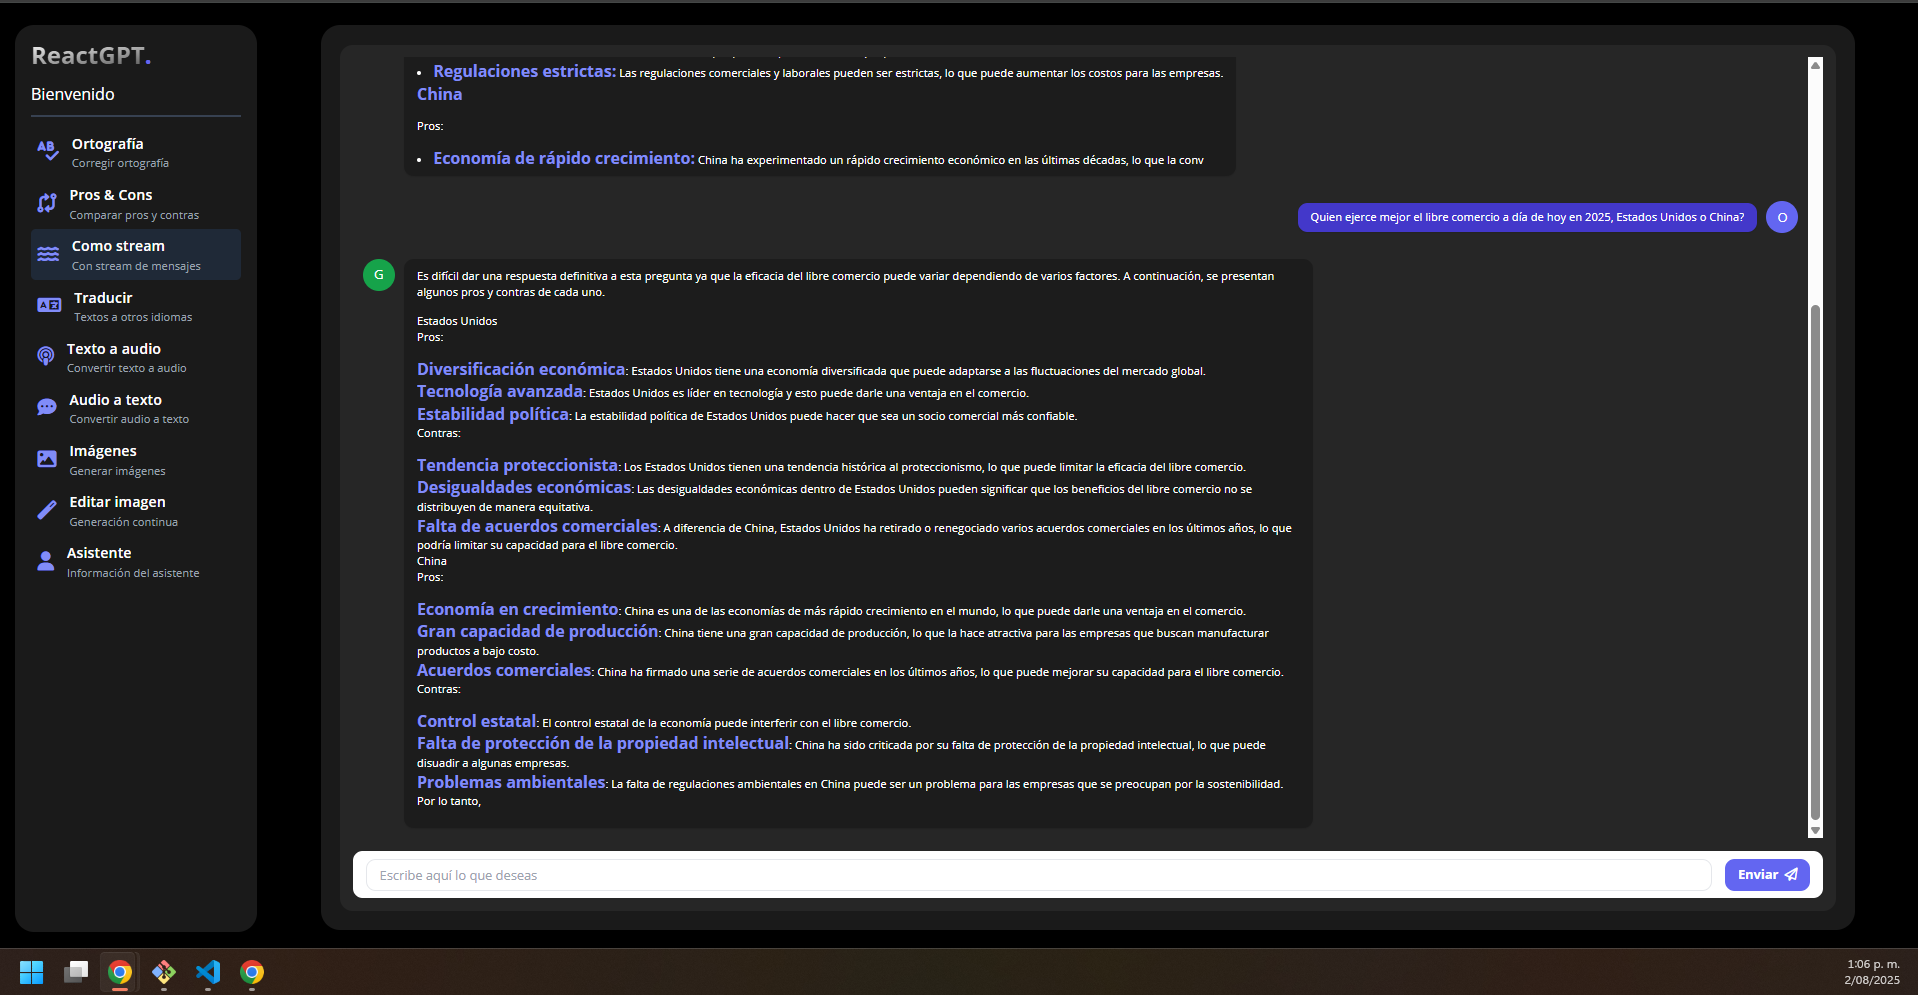 ReactGPT.
Bienvenido
Ortografía
Corregir ortografía
Pros & Cons
Comparar pros y contras
Como stream
Con stream de mensajes
Traducir
Textos a otros idiomas
Texto a audio
Convertir texto a audio
Audio a texto
Convertir audio a texto
Imágenes
Generar imágenes
Editar imagen
Generación continua
Asistente
Información del asistente
• Regulaciones estrictas: Las regulaciones comerciales y laborales pueden ser estrictas, lo que puede aumentar los costos para las empresas.
China
Pros:
• Economía de rápido crecimiento: China ha experimentado un rápido crecimiento económico en las últimas décadas, lo que la conv
Quien ejerce mejor el libre comercio a día de hoy en 2025, Estados Unidos o China?
O
G
Es difícil dar una respuesta definitiva a esta pregunta ya que la eficacia del libre comercio puede variar dependiendo de varios factores. A continuación, se presentan
algunos pros y contras de cada uno.
Estados Unidos
Pros:
Diversificación económica: Estados Unidos tiene una economía diversificada que puede adaptarse a las fluctuaciones del mercado global.
Tecnología avanzada: Estados Unidos es líder en tecnología y esto puede darle una ventaja en el comercio.
Estabilidad política: La estabilidad política de Estados Unidos puede hacer que sea un socio comercial más confiable.
Contras:
Tendencia proteccionista: Los Estados Unidos tienen una tendencia histórica al proteccionismo, lo que puede limitar la eficacia del libre comercio.
Desigualdades económicas: Las desigualdades económicas dentro de Estados Unidos pueden significar que los beneficios del libre comercio no se
distribuyen de manera equitativa.
Falta de acuerdos comerciales: A diferencia de China, Estados Unidos ha retirado o renegociado varios acuerdos comerciales en los últimos años, lo que
podría limitar su capacidad para el libre comercio.
China
Pros:
Economía en crecimiento: China es una de las economías de más rápido crecimiento en el mundo, lo que puede darle una ventaja en el comercio.
Gran capacidad de producción: China tiene una gran capacidad de producción, lo que la hace atractiva para las empresas que buscan manufacturar
productos a bajo costo.
Acuerdos comerciales: China ha firmado una serie de acuerdos comerciales en los últimos años, lo que puede mejorar su capacidad para el libre comercio.
Contras:
Control estatal: El control estatal de la economía puede interferir con el libre comercio.
Falta de protección de la propiedad intelectual: China ha sido criticada por su falta de protección de la propiedad intelectual, lo que puede
disuadir a algunas empresas.
Problemas ambientales: La falta de regulaciones ambientales en China puede ser un problema para las empresas que se preocupan por la sostenibilidad.
Por lo tanto,
Escribe aquí lo que deseas
Enviar
1:06 p. m.
2/08/2025